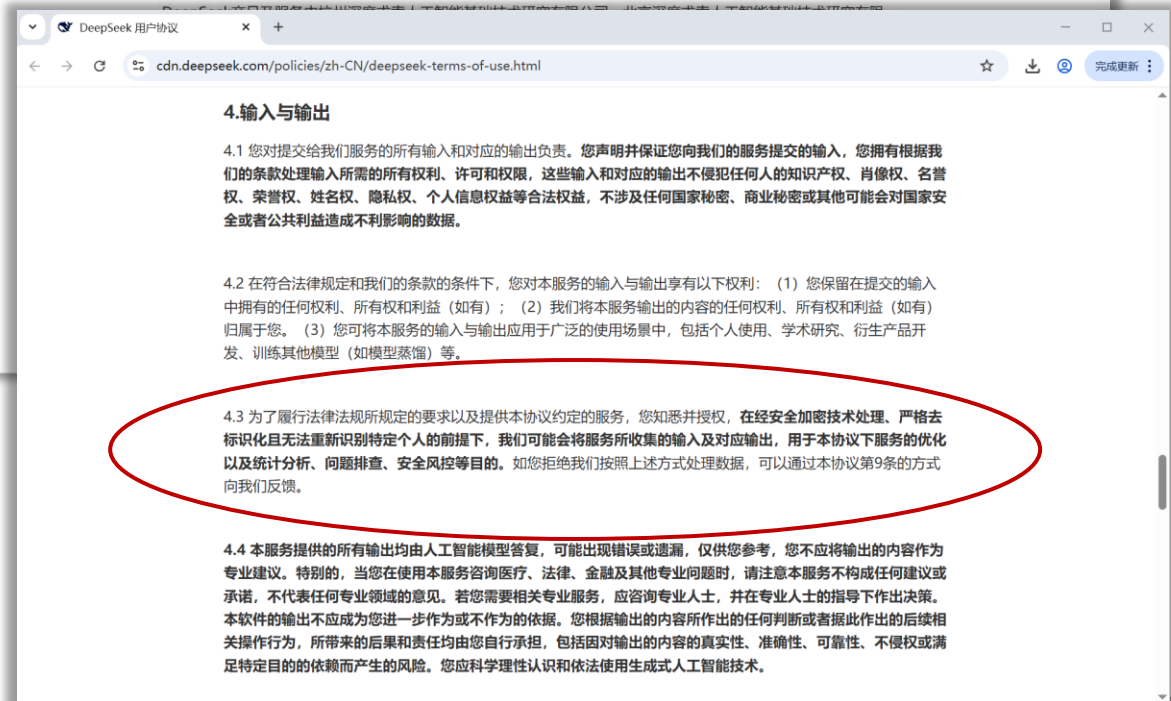 DeepSeek 用户协议
cdn.deepseek.com/policies/zh-CN/deepseek-terms-of-use.html
完成更新
4.输入与输出
4.1 您对提交给我们服务的所有输入和对应的输出负责。您声明并保证您向我们的服务提交的输入，您拥有根据我
们的条款处理输入所需的所有权利、许可和权限，这些输入和对应的输出不侵犯任何人的知识产权、肖像权、名誉
权、荣誉权、姓名权、隐私权、个人信息权益等合法权益，不涉及任何国家秘密、商业秘密或其他可能会对国家安
全或者公共利益造成不利影响的数据。
4.2 在符合法律规定和我们的条款的条件下，您对本服务的输入与输出享有以下权利：（1）您保留在提交的输入
中拥有的任何权利、所有权和利益（如有）；（2）我们将本服务输出的内容的任何权利、所有权和利益（如有）
归属于您。（3）您可将本服务的输入与输出应用于广泛的使用场景中，包括个人使用、学术研究、衍生产品开
发、训练其他模型（如模型蒸馏）等。
4.3 为了履行法律法规所规定的要求以及提供本协议约定的服务，您知悉并授权，在经安全加密技术处理、严格去
标识化且无法重新识别特定个人的前提下，我们可能会将服务所收集的输入及对应输出，用于本协议下服务的优化
以及统计分析、问题排查、安全风控等目的。如您拒绝我们按照上述方式处理数据，可以通过本协议第9条的方式
向我们反馈。
4.4 本服务提供的所有输出均由人工智能模型答复，可能出现错误或遗漏，仅供您参考，您不应将输出的内容作为
专业建议。特别的，当您在使用本服务咨询医疗、法律、金融及其他专业问题时，请注意本服务不构成任何建议或
承诺，不代表任何专业领域的意见。若您需要相关专业服务，应咨询专业人士，并在专业人士的指导下作出决策。
本软件的输出不应成为您进一步作为或不作为的依据。您根据输出的内容所作出的任何判断或者据此作出的后续相
关操作行为，所带来的后果和责任均由您自行承担，包括因对输出的内容的真实性、准确性、可靠性、不侵权或满
足特定目的的依赖而产生的风险。您应科学理性认识和依法使用生成式人工智能技术。